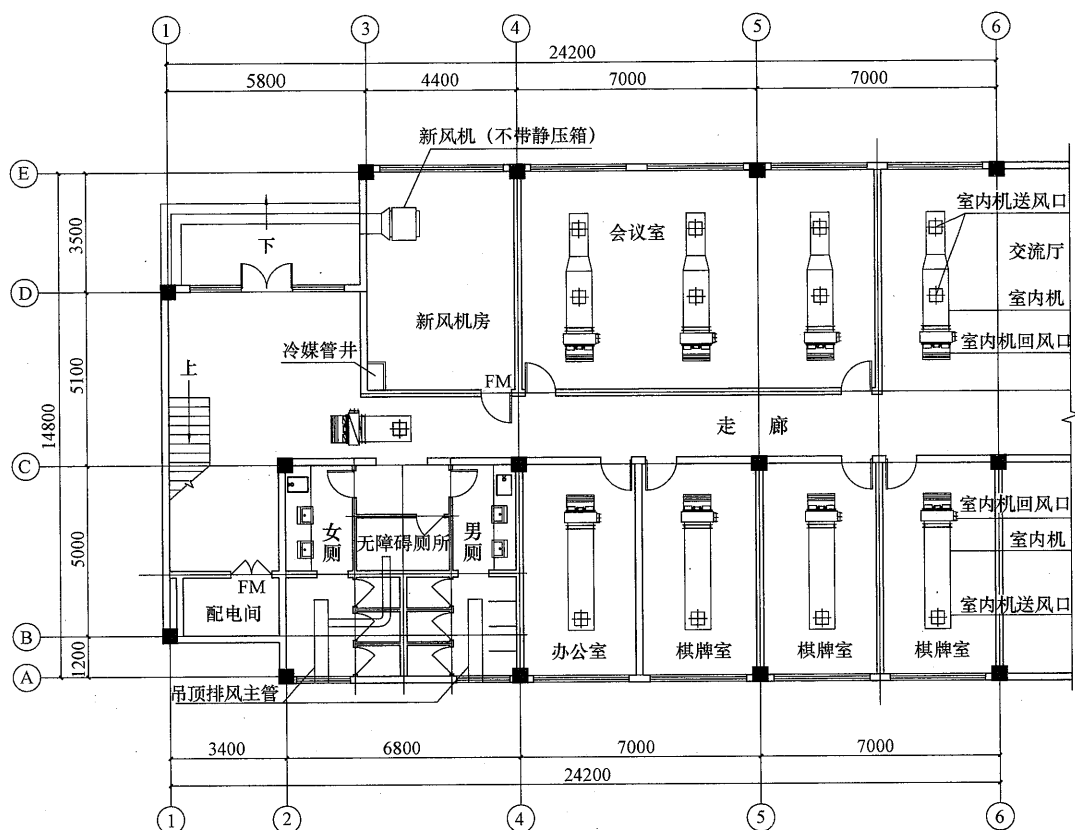 1
3
4
5
6
24200
5800
4400
7000
7000
新风机（不带静压箱）
E
D
C
B
A
3500
5100
5000
1200
14800
下
会议室
室内机送风口
交流厅
室内机
室内机回风口
新风机房
冷媒管井
FM
上
走 廊
女厕
无障碍厕所
男厕
室内机回风口
室内机
室内机送风口
FM
配电间
办公室
棋牌室
棋牌室
棋牌室
吊顶排风主管
3400
6800
7000
7000
24200
1
2
4
5
6